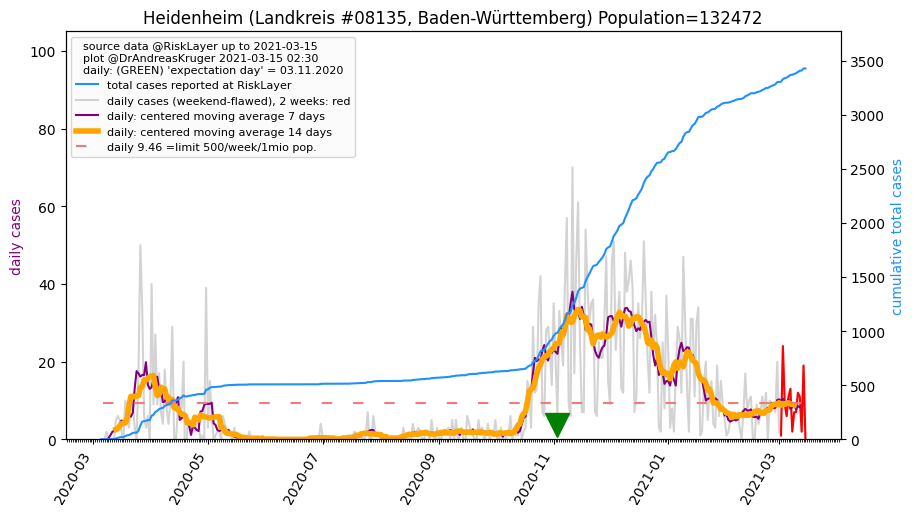 Heidenheim (Landkreis #08135, Baden-Württemberg) Population=132472
source data @RiskLayer up to 2021-03-15
plot @DrAndreasKruger 2021-03-15 02:30
daily: (GREEN) 'expectation day' = 03.11.2020
total cases reported at RiskLayer
daily cases (weekend-flawed), 2 weeks: red
daily: centered moving average 7 days
daily: centered moving average 14 days
daily 9.46 =limit 500/week/1mio pop.
daily cases
100
80
60
40
20
0
cumulative total cases
3500
3000
2500
2000
1500
1000
500
0
2020-03
2020-05
2020-07
2020-09
2020-11
2021-01
2021-03